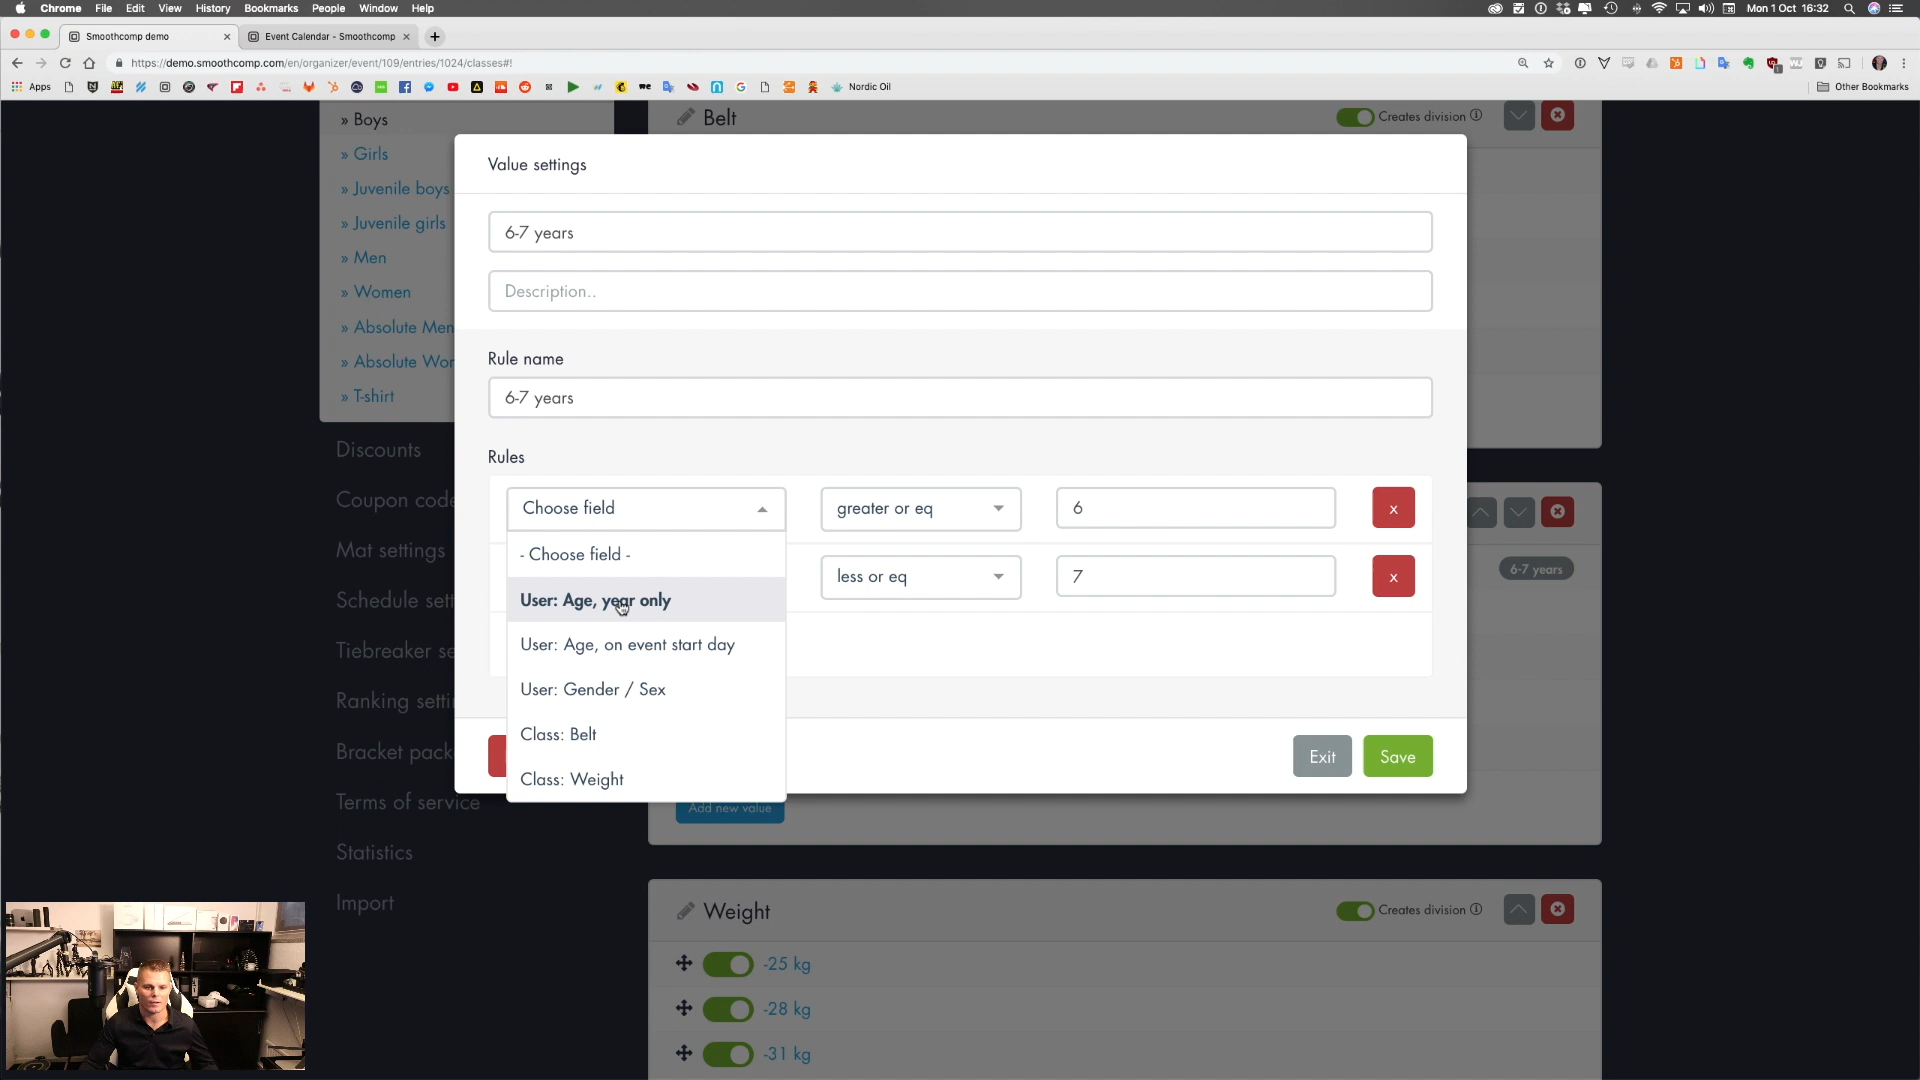 Chrome File Edit View History Bookmarks People Window Help
Mon 1 Oct 16:32
Smoothcomp demo
Event Calendar - Smoothcomp
https://demo.smoothcomp.com/en/organizer/event/109/entries/1024/classes#!
Apps
Nordic Oil
Other Bookmarks
» Boys
» Girls
» Juvenile boys
» Juvenile girls
» Men
» Women
» Absolute Men
» Absolute Wo
» T-shirt
Discounts
Coupon code
Mat settings
Schedule sett
Tiebreaker se
Ranking setti
Bracket pack
Terms of service
Statistics
Import
Belt
Creates division
Value settings
6-7 years
Description..
Rule name
6-7 years
Rules
Choose field
greater or eq
6
x
- Choose field -
User: Age, year only
User: Age, on event start day
User: Gender / Sex
Class: Belt
Class: Weight
less or eq
7
x
Exit
Save
6-7 years
Add new value
Weight
Creates division
-25 kg
-28 kg
-31 kg